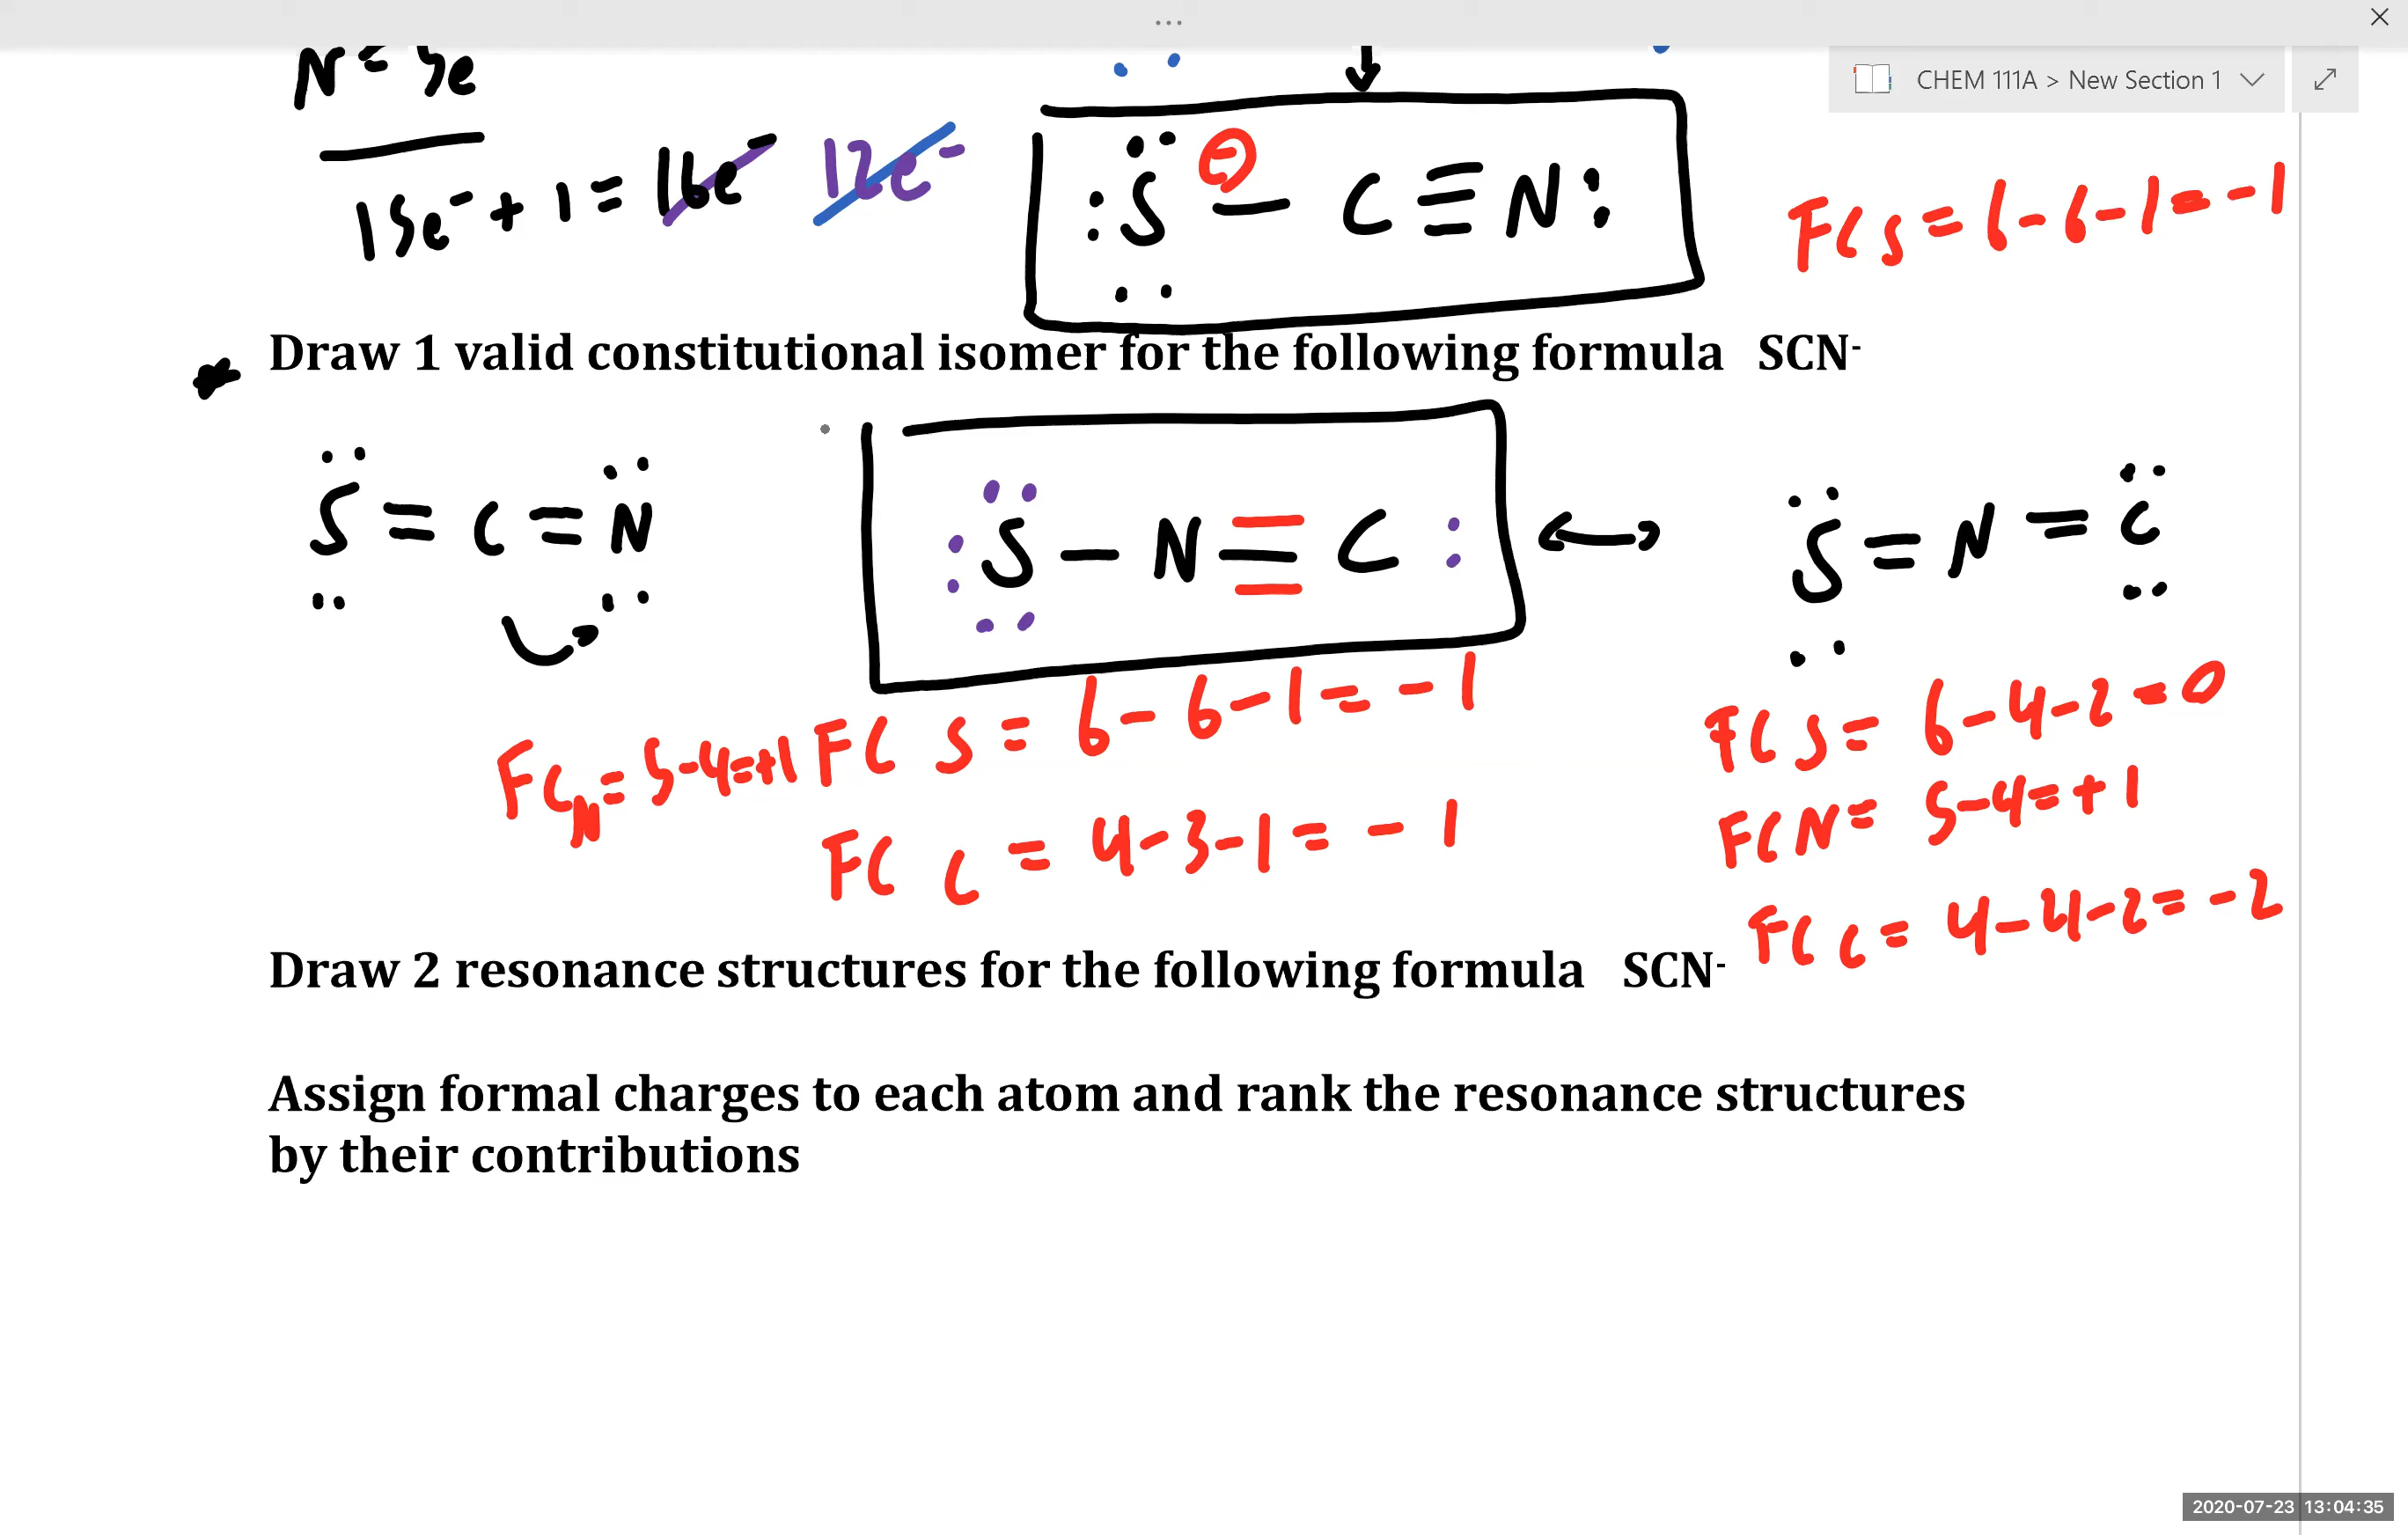 ...
CHEM 111A > New Section 1
N = 5e
15e⁻ + 1 = 16e⁻ 12e⁻
S ⊖ − C ≡ N
FC S = 6 - 6 - 1 = -1
Draw 1 valid constitutional isomer for the following formula SCN-
S = C = N
S − N ≡ C ↔ S = N = C
FC N = 5-4=+1
FC S = 6 - 6 - 1 = - 1
FC C = 4 - 3 - 1 = - 1
FC S = 6 - 4 - 2 = 0
FC N = 5 - 4 = + 1
FC C = 4 - 4 - 2 = - 2
Draw 2 resonance structures for the following formula SCN-
Assign formal charges to each atom and rank the resonance structures
by their contributions
2020-07-23 13:04:35